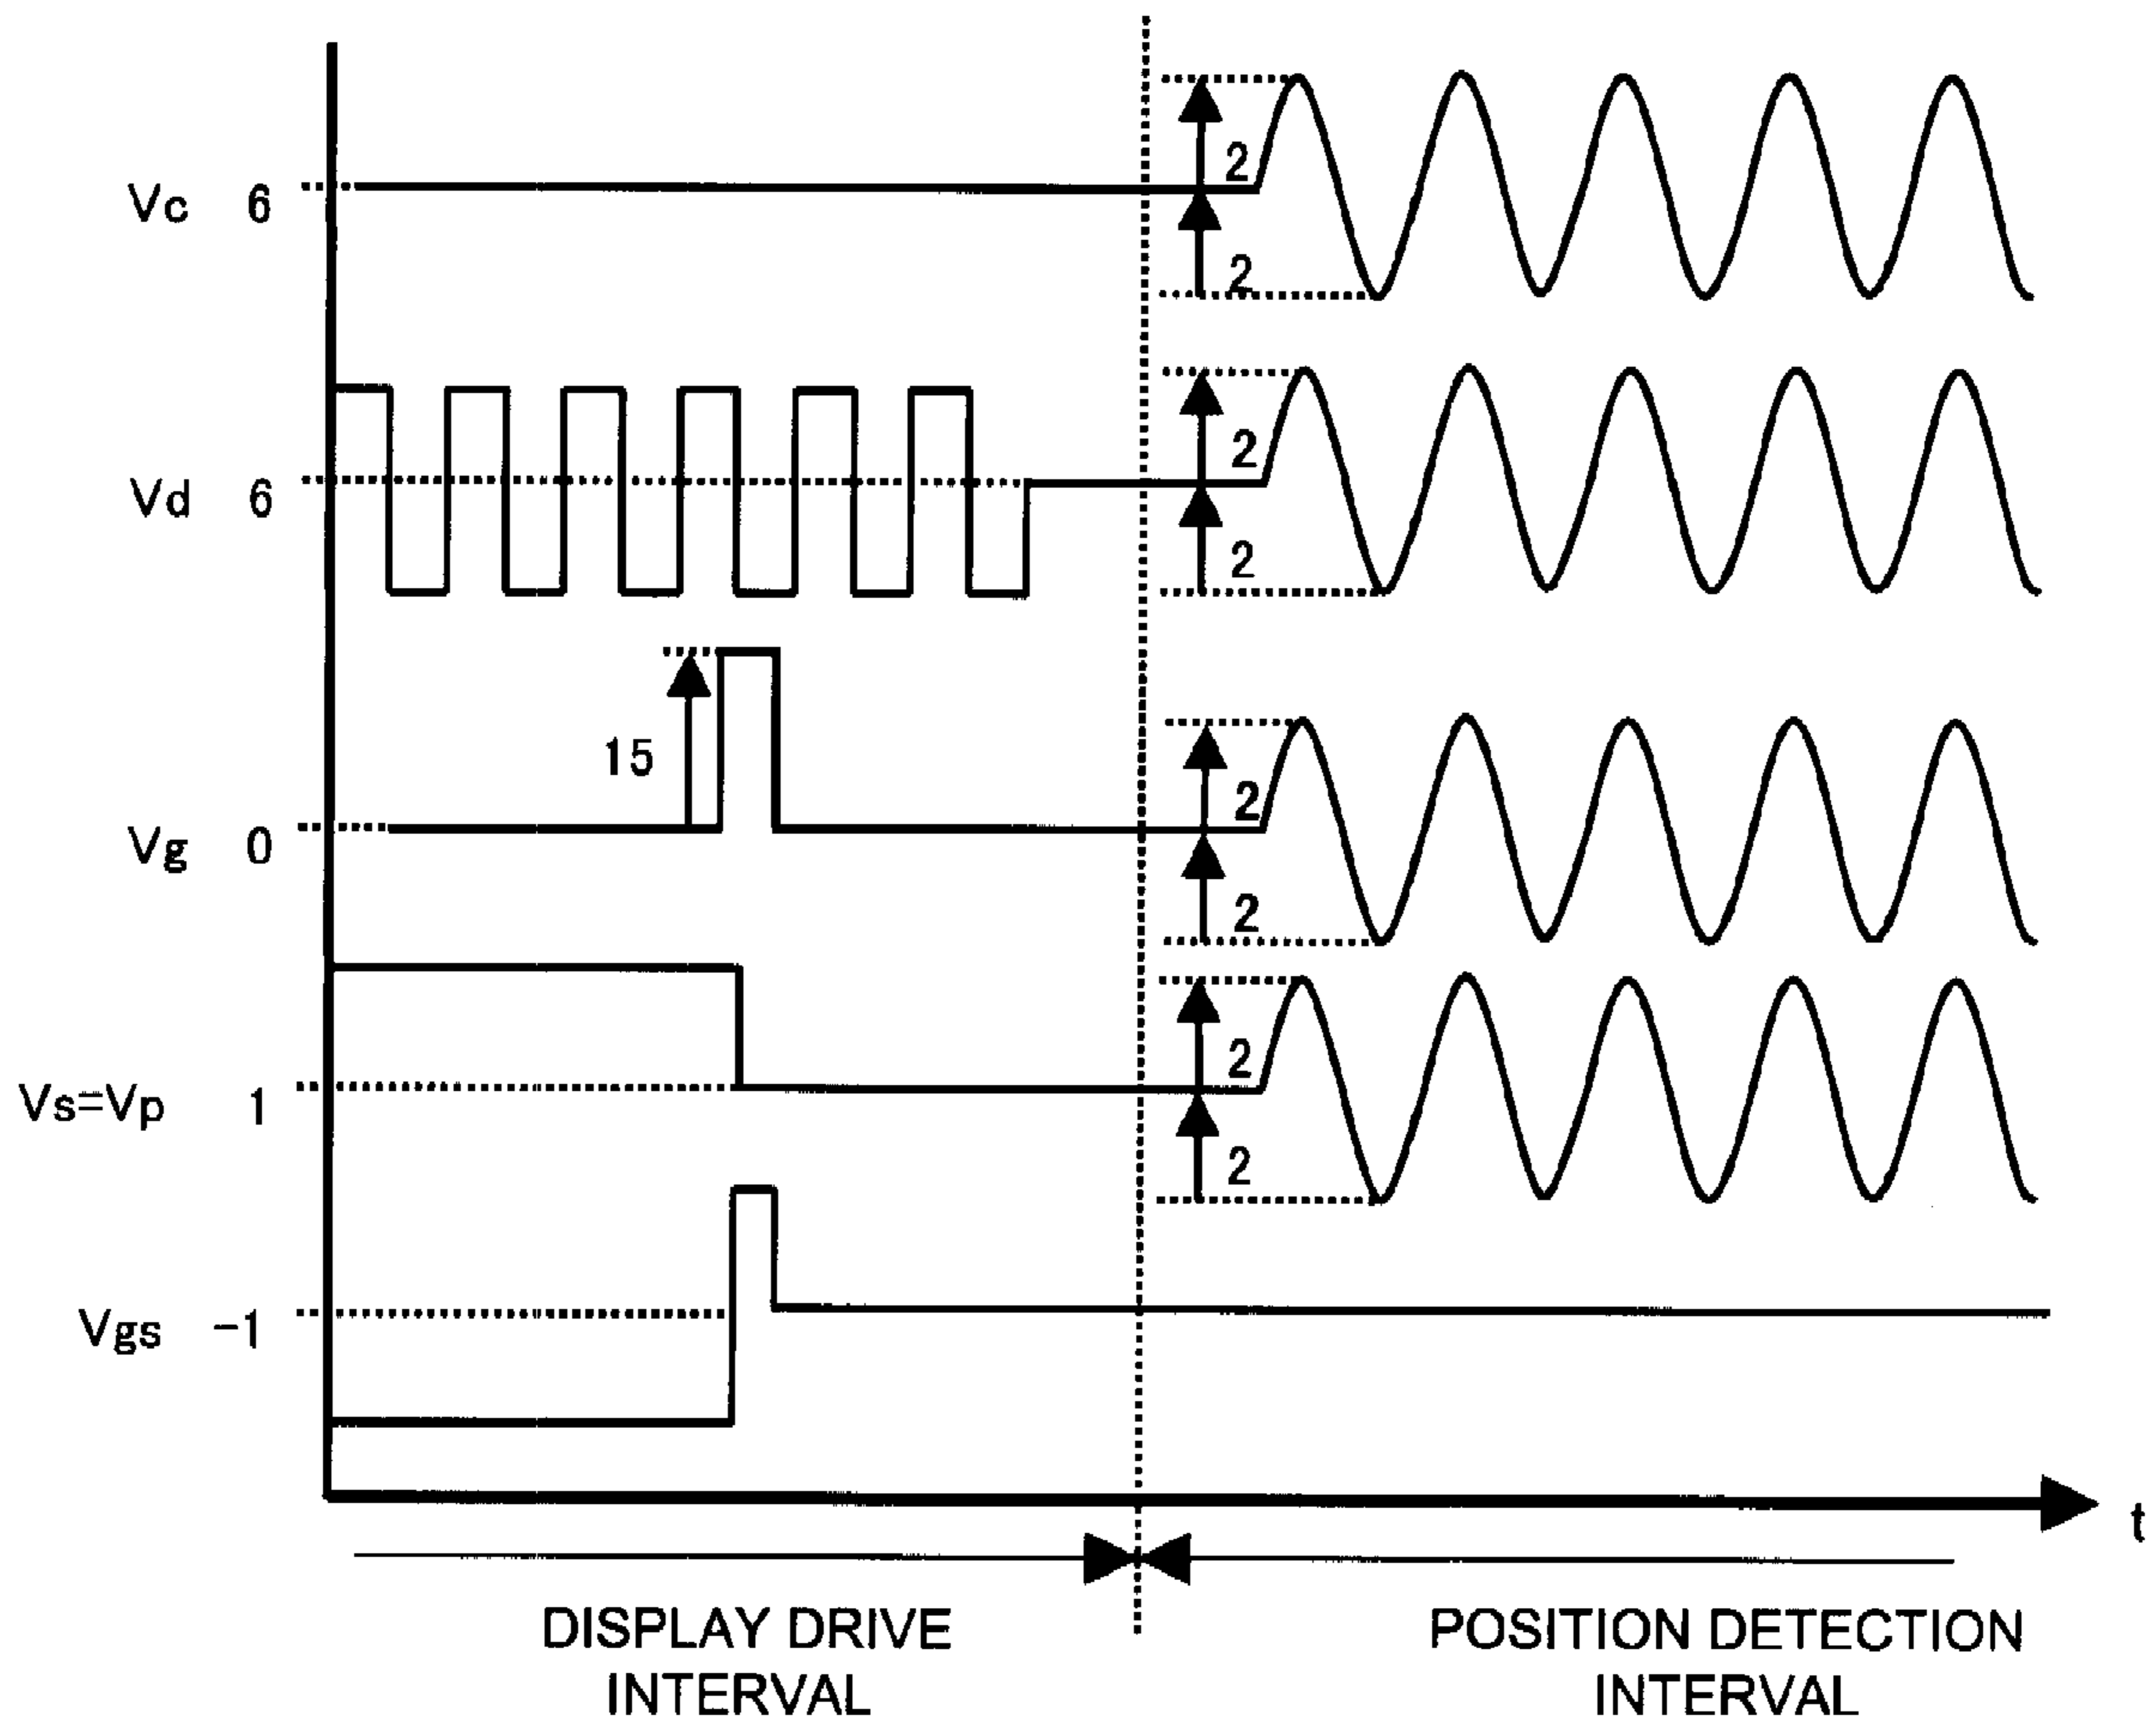 2
Vc 6
2
2
Vd 6
2
15
2
Vg 0
2
2
Vs=Vp 1
2
Vgs -1
t
DISPLAY DRIVE INTERVAL
POSITION DETECTION INTERVAL